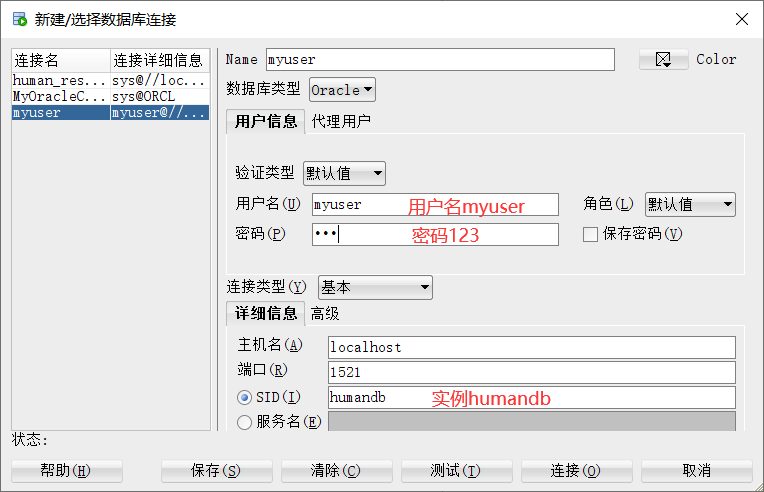 新建/选择数据库连接
连接名 连接详细信息
human_res... sys@//loc...
MyOracleC... sys@ORCL
myuser myuser@//...
Name myuser Color
数据库类型 Oracle
用户信息 代理用户
验证类型 默认值
用户名(U) myuser 用户名myuser 角色(L) 默认值
密码(P) ••• 密码123 保存密码(V)
连接类型(Y) 基本
详细信息 高级
主机名(A) localhost
端口(R) 1521
SID(I) humandb 实例humandb
服务名(E)
状态:
帮助(H) 保存(S) 清除(C) 测试(T) 连接(O) 取消